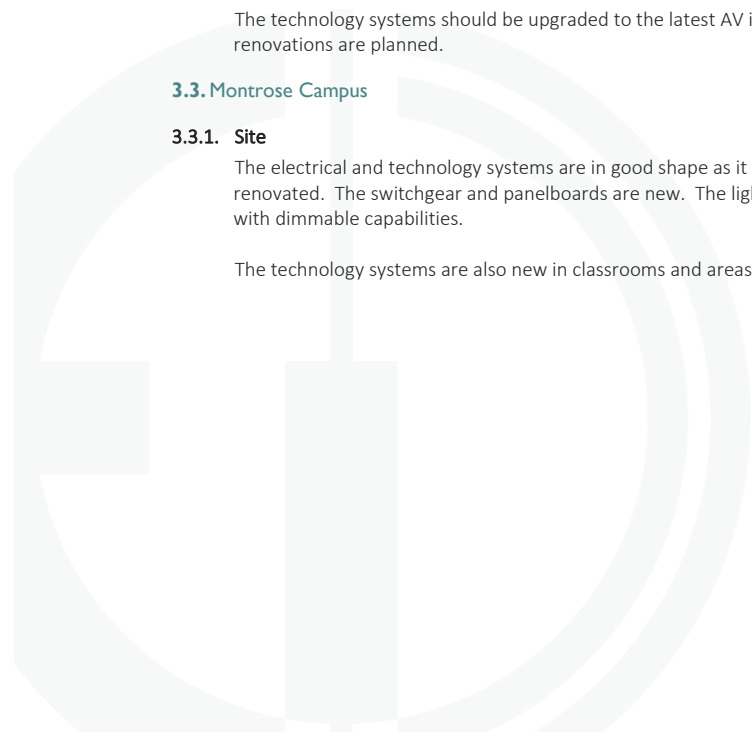 The technology systems should be upgraded to the latest AV
renovations are planned.
3.3. Montrose Campus
3.3.1. Site
The electrical and technology systems are in good shape as it
renovated. The switchgear and panelboards are new. The
with dimmable capabilities.
The technology systems are also new in classrooms and areas